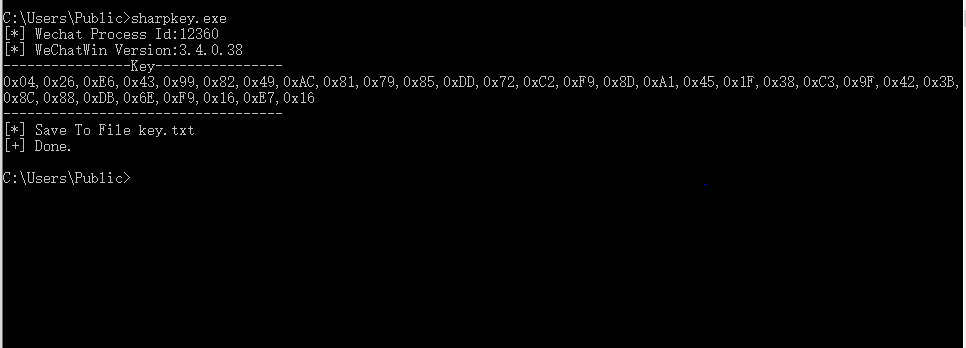 C:\Users\Public>sharpkey.exe
[*] Wechat Process Id:12360
[*] WeChatWin Version:3.4.0.38
----------------Key----------------
0x04,0x26,0xE6,0x43,0x99,0x82,0x49,0xAC,0x81,0x79,0x85,0xDD,0x72,0xC2,0xF9,0x8D,0xA1,0x45,0x1F,0x38,0xC3,0x9F,0x42,0x3B,
0x8C,0x88,0xDB,0x6E,0xF9,0x16,0xE7,0x16
-----------------------------------
[*] Save To File key.txt
[+] Done.
C:\Users\Public>